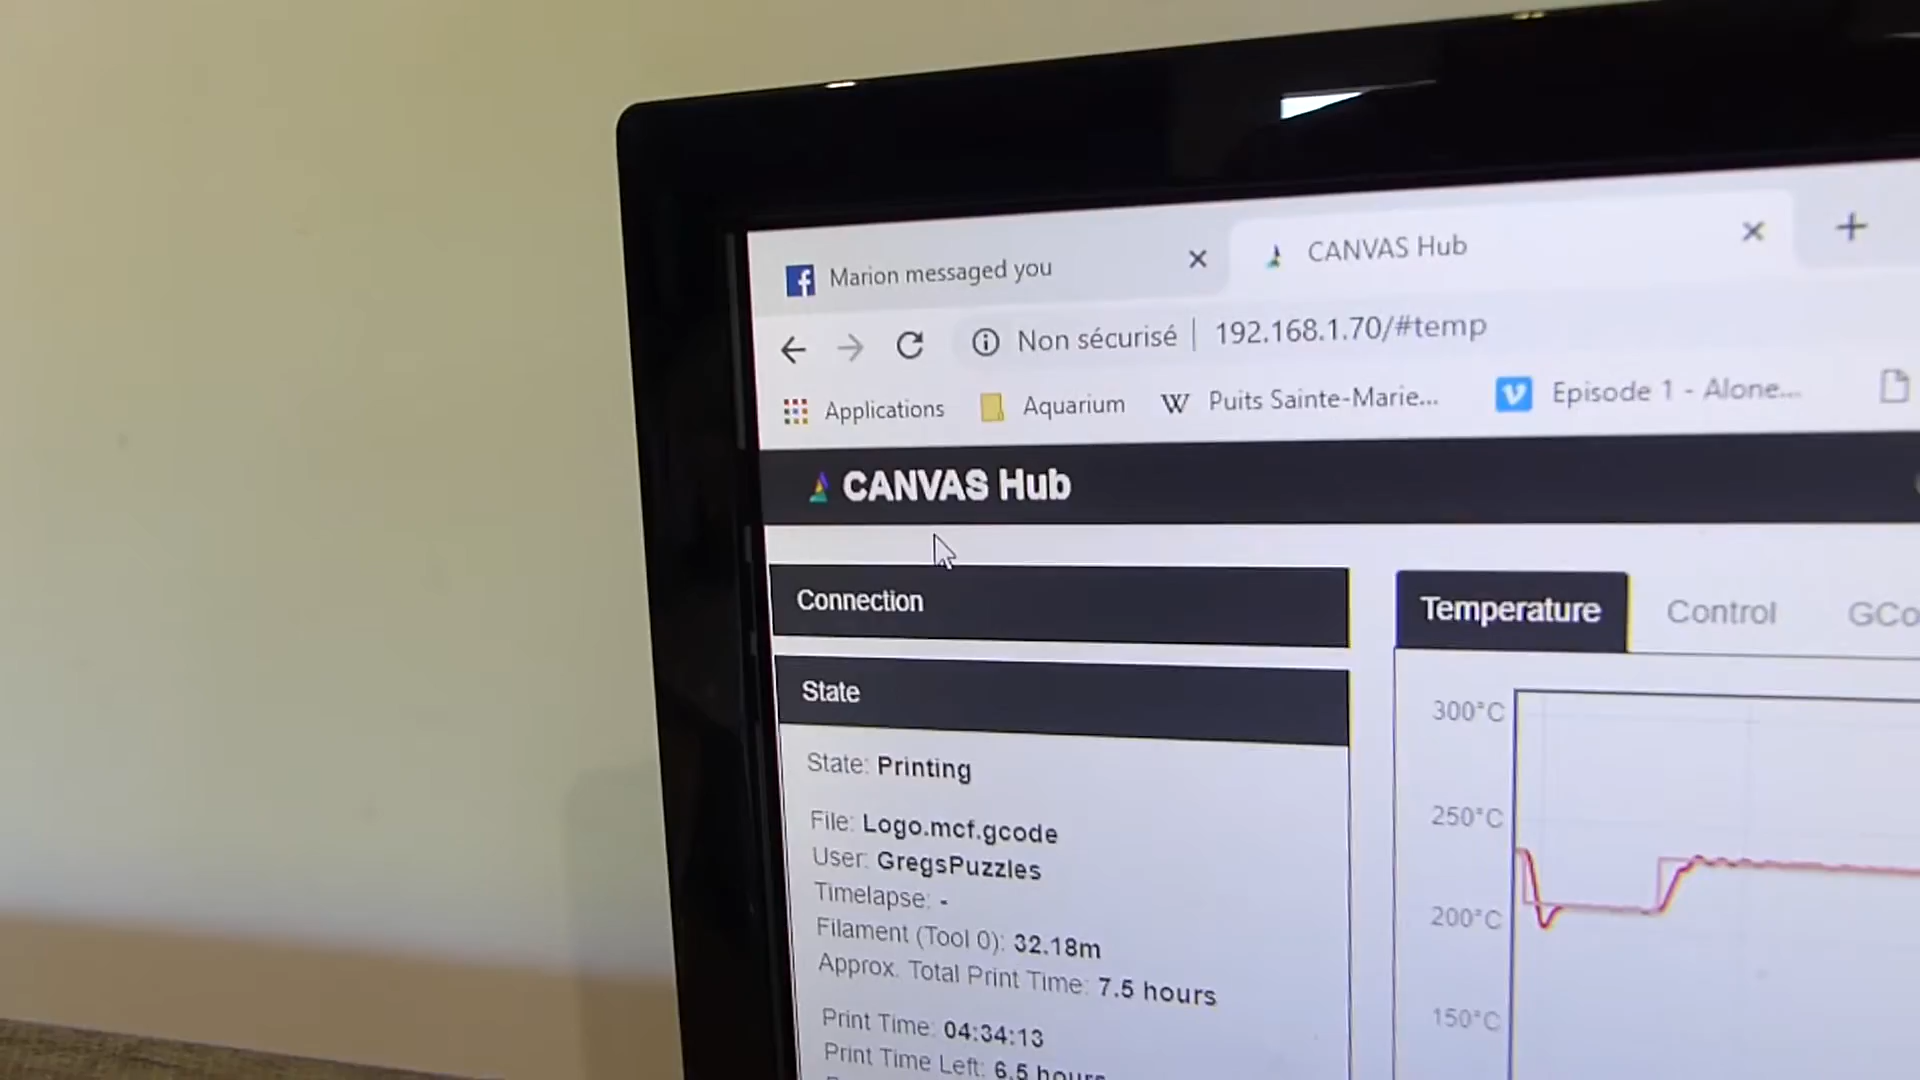 Marion messaged you
CANVAS Hub
Non sécurisé
192.168.1.70/#temp
Applications
Aquarium
Puits Sainte-Marie...
Episode 1 - Alone...
CANVAS Hub
Connection
State
State: Printing
File: Logo.mcf.gcode
User: GregsPuzzles
Timelapse: -
Filament (Tool 0): 32.18m
Approx. Total Print Time: 7.5 hours
Print Time: 04:34:13
Print Time Left: 6.5 hours
Temperature
Control
GCo
300°C
250°C
200°C
150°C